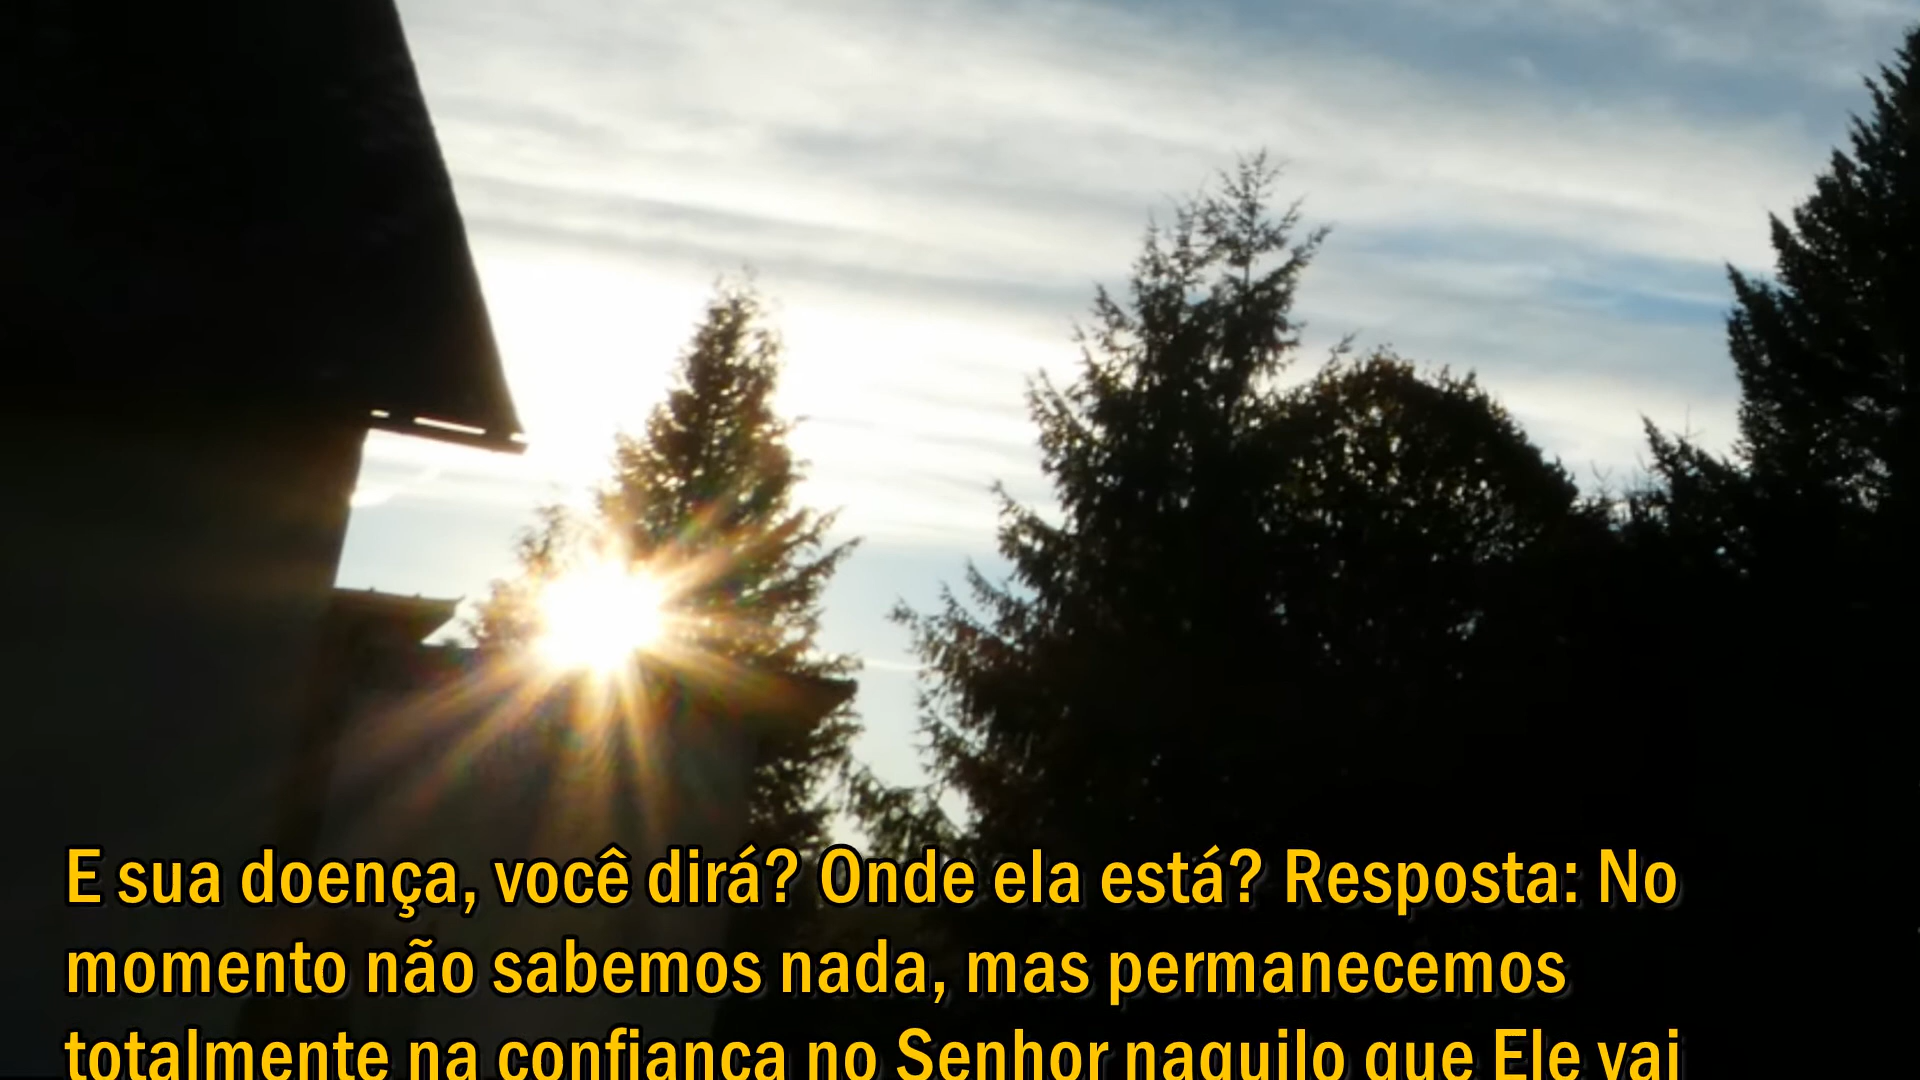 E sua doença, você dirá? Onde ela está? Resposta: No
momento não sabemos nada, mas permanecemos
totalmente na confiança no Senhor naquilo que Ele vai